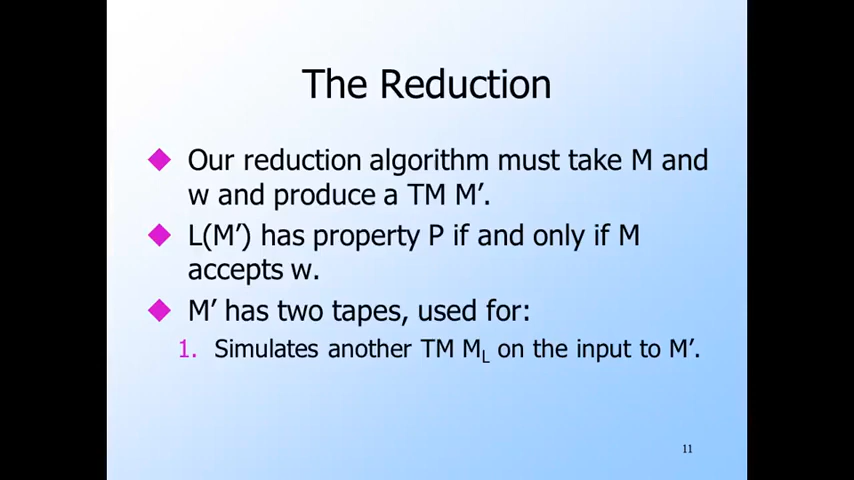 The Reduction
Our reduction algorithm must take M and
w and produce a TM M′.
L(M′) has property P if and only if M
accepts w.
M′ has two tapes, used for:
1. Simulates another TM M_L on the input to M′.
11